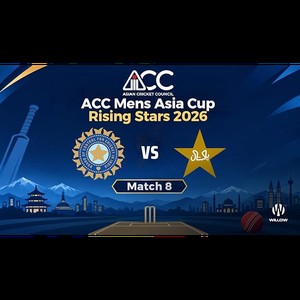 ACC
ASIAN CRICKET COUNCIL
ACC Mens Asia Cup
Rising Stars 2026
VS
Match 8
W
WILLOW